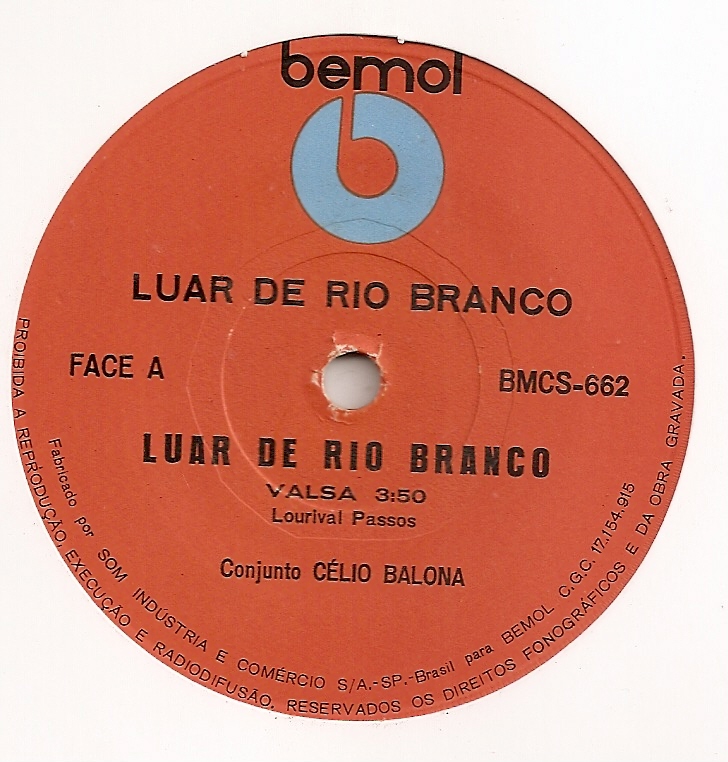 bemol
LUAR DE RIO BRANCO
FACE A
BMCS-662
LUAR DE RIO BRANCO
VALSA 3:50
Lourival Passos
Conjunto CÉLIO BALONA
Fabricado por SOM INDÚSTRIA E COMÉRCIO S/A.-SP.-Brasil para BEMOL C.G.C. 17.154.915
PROIBIDA A REPRODUÇÃO, EXECUÇÃO E RADIODIFUSÃO, RESERVADOS OS DIREITOS FONOGRÁFICOS E DA OBRA GRAVADA.